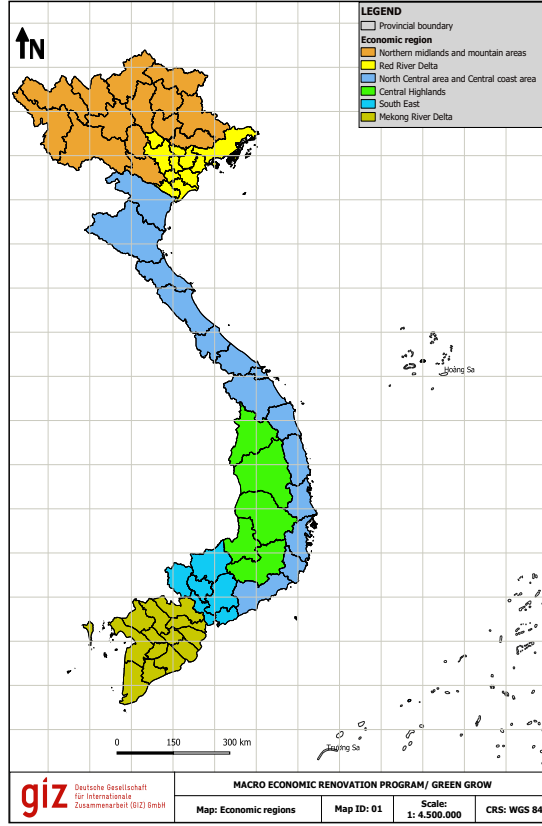 LEGEND
Provincial boundary
Economic region
Northern midlands and mountain areas
Red River Delta
North Central area and Central coast area
Central Highlands
South East
Mekong River Delta
N
Hoàng Sa
Trường Sa
0 150 300 km
giz
Deutsche Gesellschaft
für Internationale
Zusammenarbeit (GIZ) GmbH
MACRO ECONOMIC RENOVATION PROGRAM/ GREEN GROW
Map: Economic regions
Map ID: 01
Scale:
1: 4.500.000
CRS: WGS 84